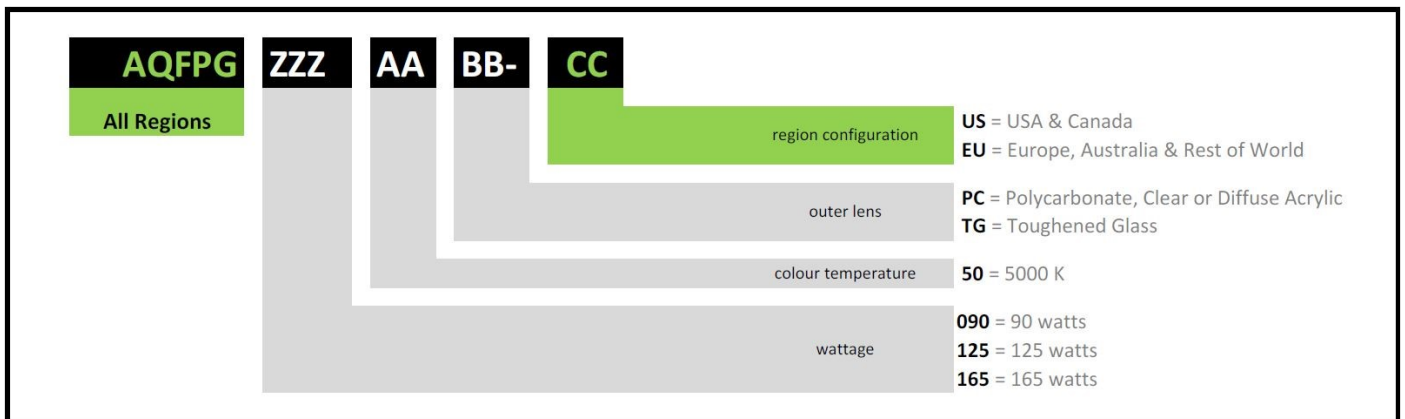 AQFPG ZZZ AA BB- CC
All Regions
region configuration
US = USA & Canada
EU = Europe, Australia & Rest of World
outer lens
PC = Polycarbonate, Clear or Diffuse Acrylic
TG = Toughened Glass
colour temperature
50 = 5000 K
wattage
090 = 90 watts
125 = 125 watts
165 = 165 watts